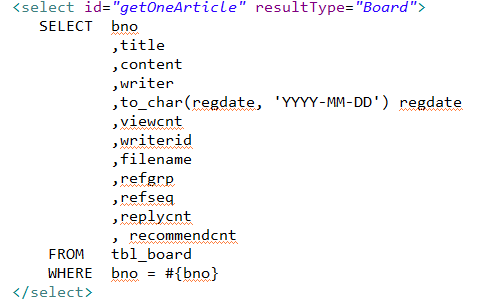 <select id="getOneArticle" resultType="Board">
SELECT bno
,title
,content
,writer
,to_char(regdate, 'YYYY-MM-DD') regdate
,viewcnt
,writerid
,filename
,refgrp
,refseq
,replycnt
, recommendcnt
FROM tbl_board
WHERE bno = #{bno}
</select>